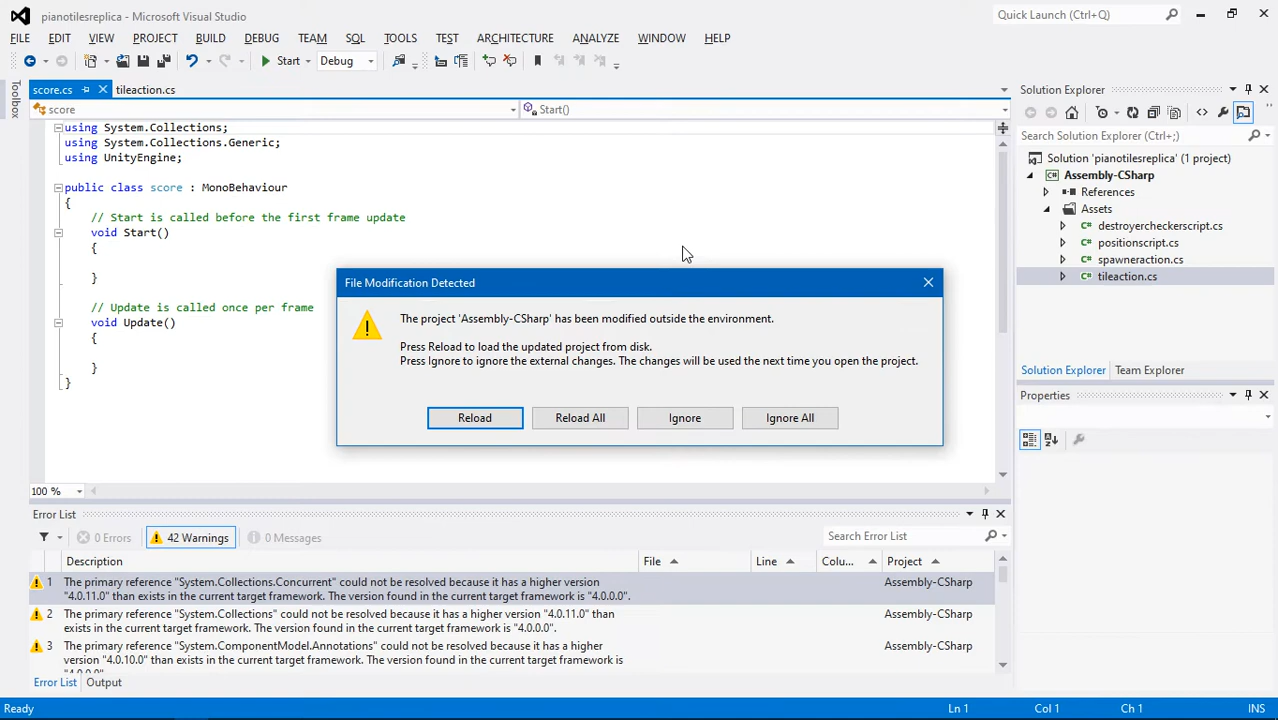 pianotilesreplica - Microsoft Visual Studio
Quick Launch (Ctrl+Q)
FILE EDIT VIEW PROJECT BUILD DEBUG TEAM SQL TOOLS TEST ARCHITECTURE ANALYZE WINDOW HELP
Start Debug
Toolbox
score.cs tileaction.cs
score Start()
using System.Collections;
using System.Collections.Generic;
using UnityEngine;
public class score : MonoBehaviour
{
// Start is called before the first frame update
void Start()
{
}
// Update is called once per frame
void Update()
{
}
}
100 %
File Modification Detected
The project 'Assembly-CSharp' has been modified outside the environment.
Press Reload to load the updated project from disk.
Press Ignore to ignore the external changes. The changes will be used the next time you open the project.
Reload Reload All Ignore Ignore All
Solution Explorer
Search Solution Explorer (Ctrl+;)
Solution 'pianotilesreplica' (1 project)
Assembly-CSharp
References
Assets
destroyercheckerscript.cs
positionscript.cs
spawneraction.cs
tileaction.cs
Solution Explorer Team Explorer
Properties
Error List
0 Errors 42 Warnings 0 Messages
Search Error List
Description File Line Colu... Project
1 The primary reference "System.Collections.Concurrent" could not be resolved because it has a higher version Assembly-CSharp
"4.0.11.0" than exists in the current target framework. The version found in the current target framework is "4.0.0.0".
2 The primary reference "System.Collections" could not be resolved because it has a higher version "4.0.11.0" than Assembly-CSharp
exists in the current target framework. The version found in the current target framework is "4.0.0.0".
3 The primary reference "System.ComponentModel.Annotations" could not be resolved because it has a higher Assembly-CSharp
version "4.0.10.0" than exists in the current target framework. The version found in the current target framework is
"4.0.0.0".
Error List Output
Ready Ln 1 Col 1 Ch 1 INS